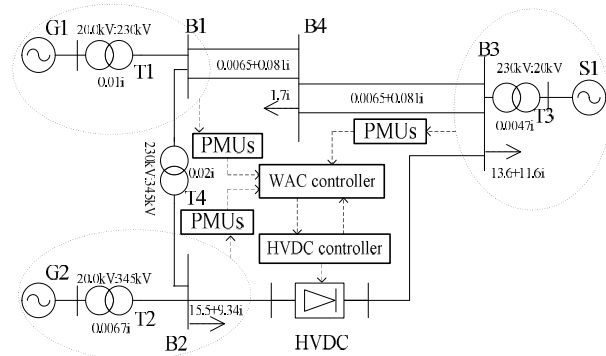 G1
20.0kV:230kV
0.01i
T1
B1
B4
B3
0.0065+0.081i
0.0065+0.081i
1.7i
230kV:20kV
S1
T3
0.0047i
13.6+11.6i
PMUs
PMUs
WAC controller
230kV:345kV
0.02i
T4
PMUs
HVDC controller
G2
20.0kV:345kV
0.0067i
T2
B2
15.5+9.34i
HVDC